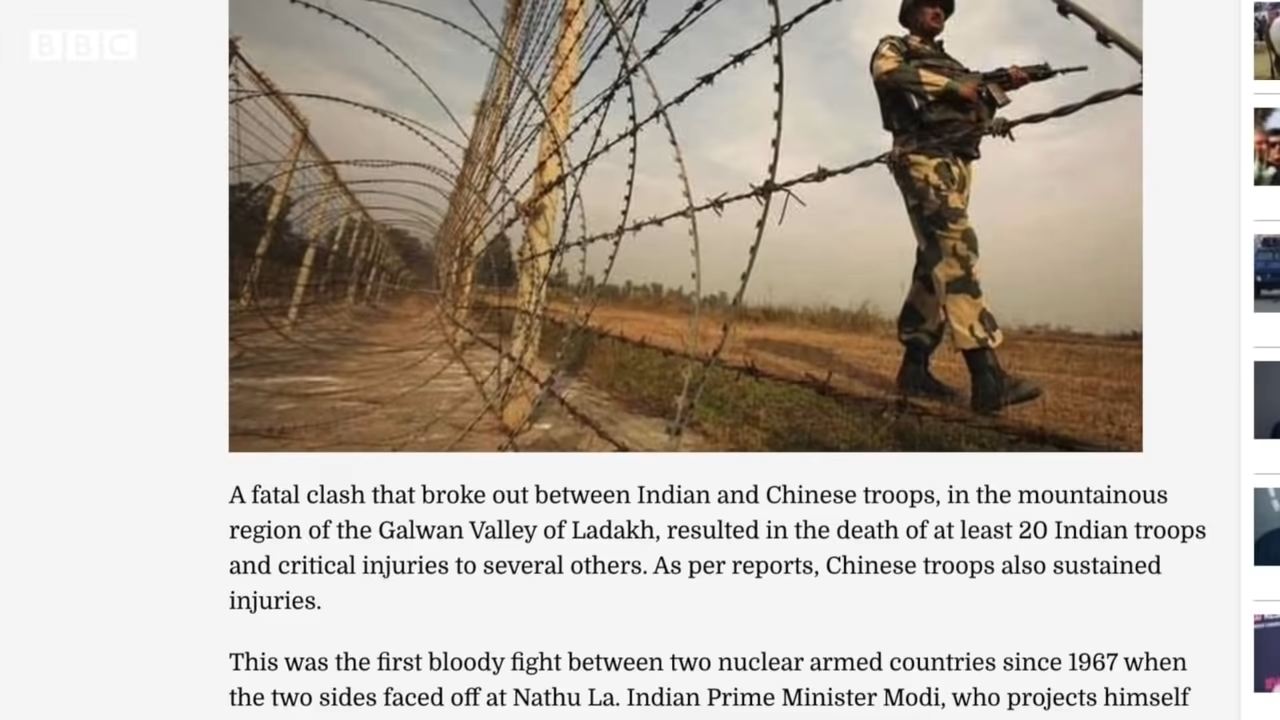 BBC
A fatal clash that broke out between Indian and Chinese troops, in the mountainous
region of the Galwan Valley of Ladakh, resulted in the death of at least 20 Indian troops
and critical injuries to several others. As per reports, Chinese troops also sustained
injuries.
This was the first bloody fight between two nuclear armed countries since 1967 when
the two sides faced off at Nathu La. Indian Prime Minister Modi, who projects himself